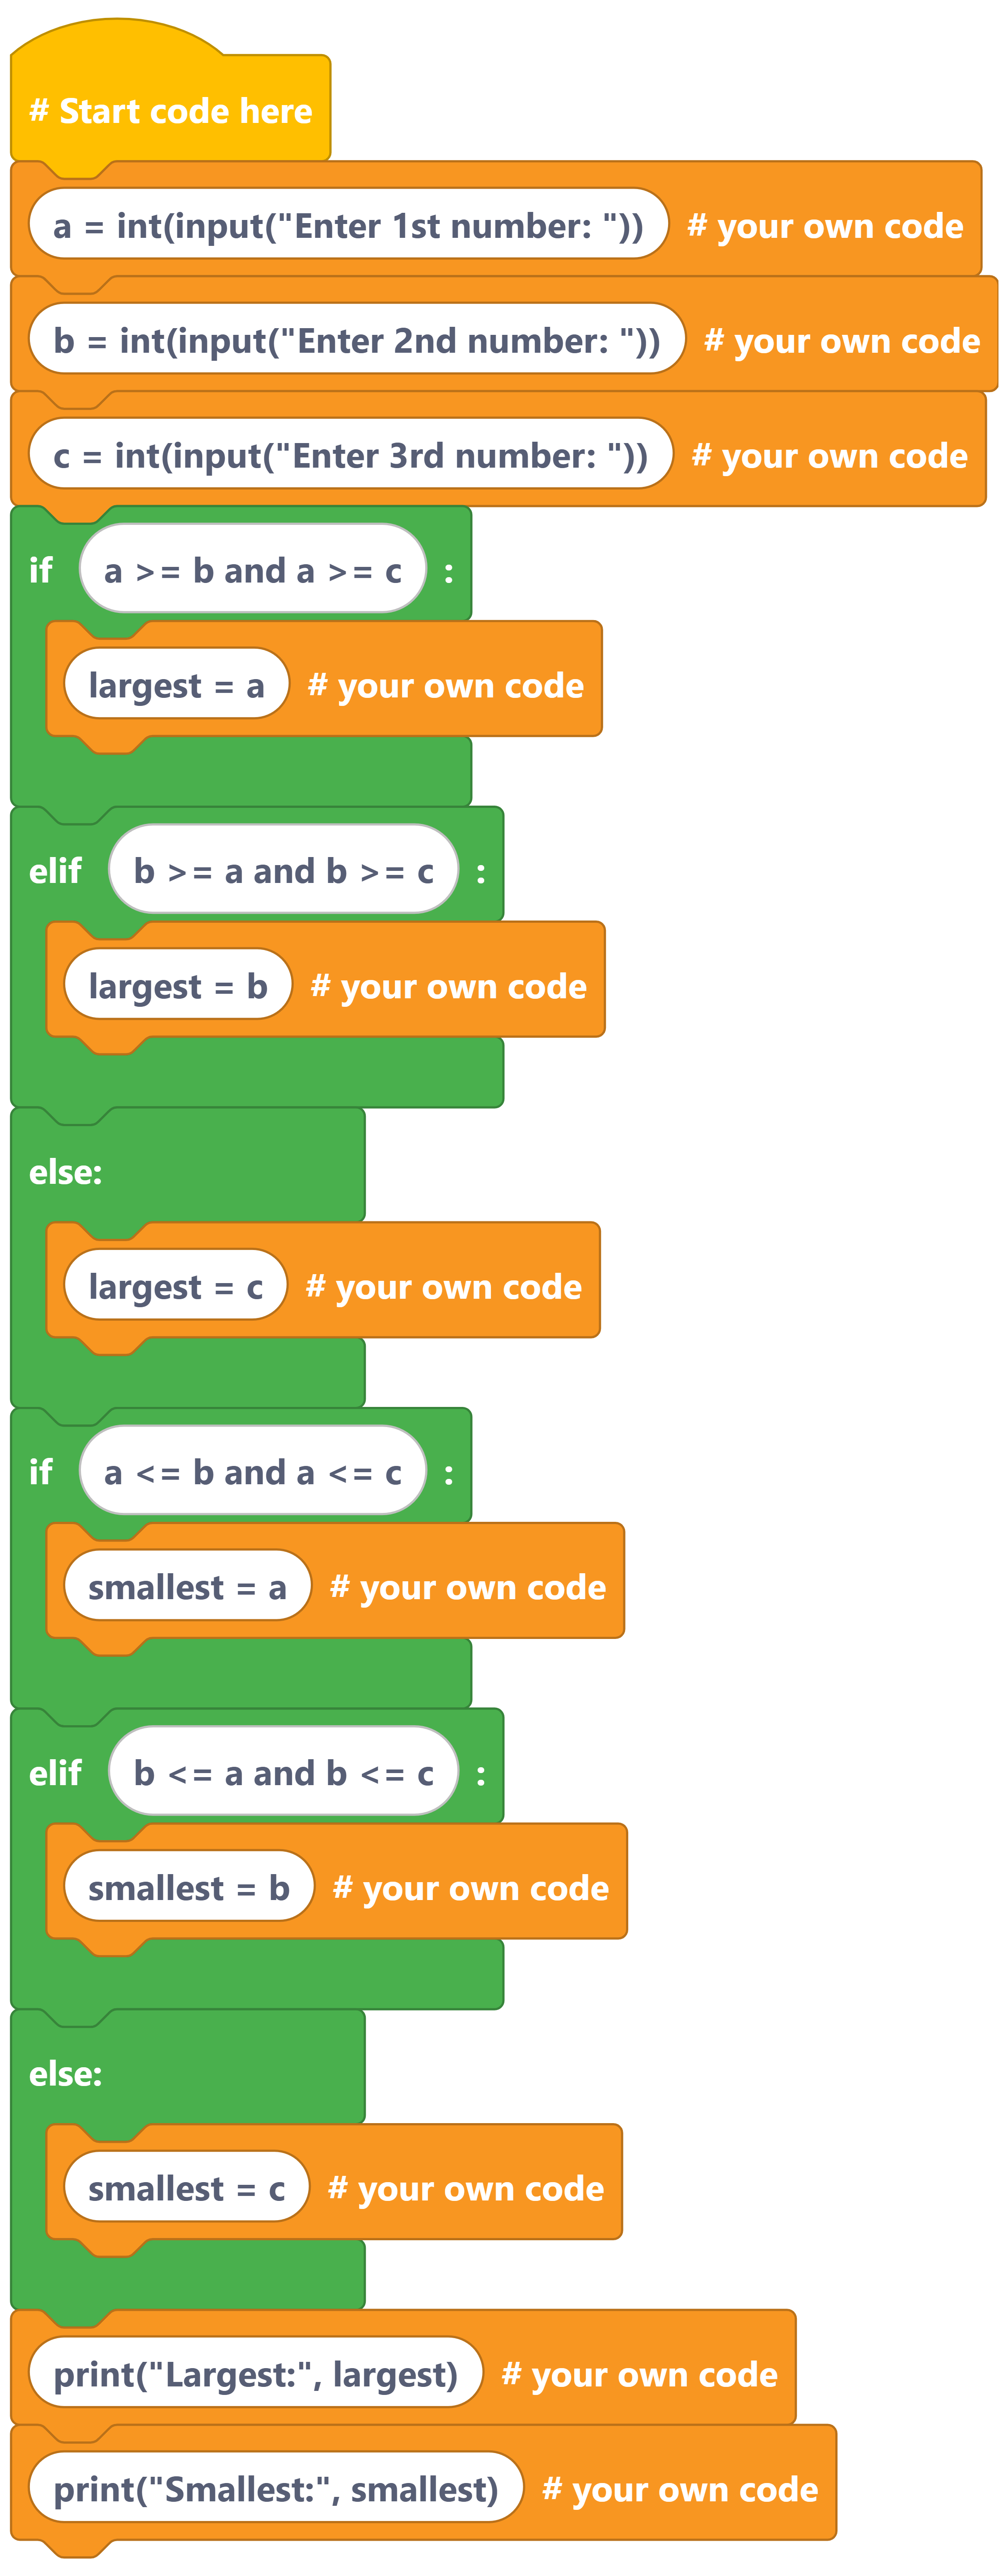 # Start code here
a = int(input("Enter 1st number: ")) # your own code
b = int(input("Enter 2nd number: ")) # your own code
c = int(input("Enter 3rd number: ")) # your own code
if a >= b and a >= c :
largest = a # your own code
elif b >= a and b >= c :
largest = b # your own code
else:
largest = c # your own code
if a <= b and a <= c :
smallest = a # your own code
elif b <= a and b <= c :
smallest = b # your own code
else:
smallest = c # your own code
print("Largest:", largest) # your own code
print("Smallest:", smallest) # your own code